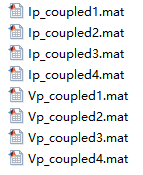 Ip_coupled1.mat
Ip_coupled2.mat
Ip_coupled3.mat
Ip_coupled4.mat
Vp_coupled1.mat
Vp_coupled2.mat
Vp_coupled3.mat
Vp_coupled4.mat